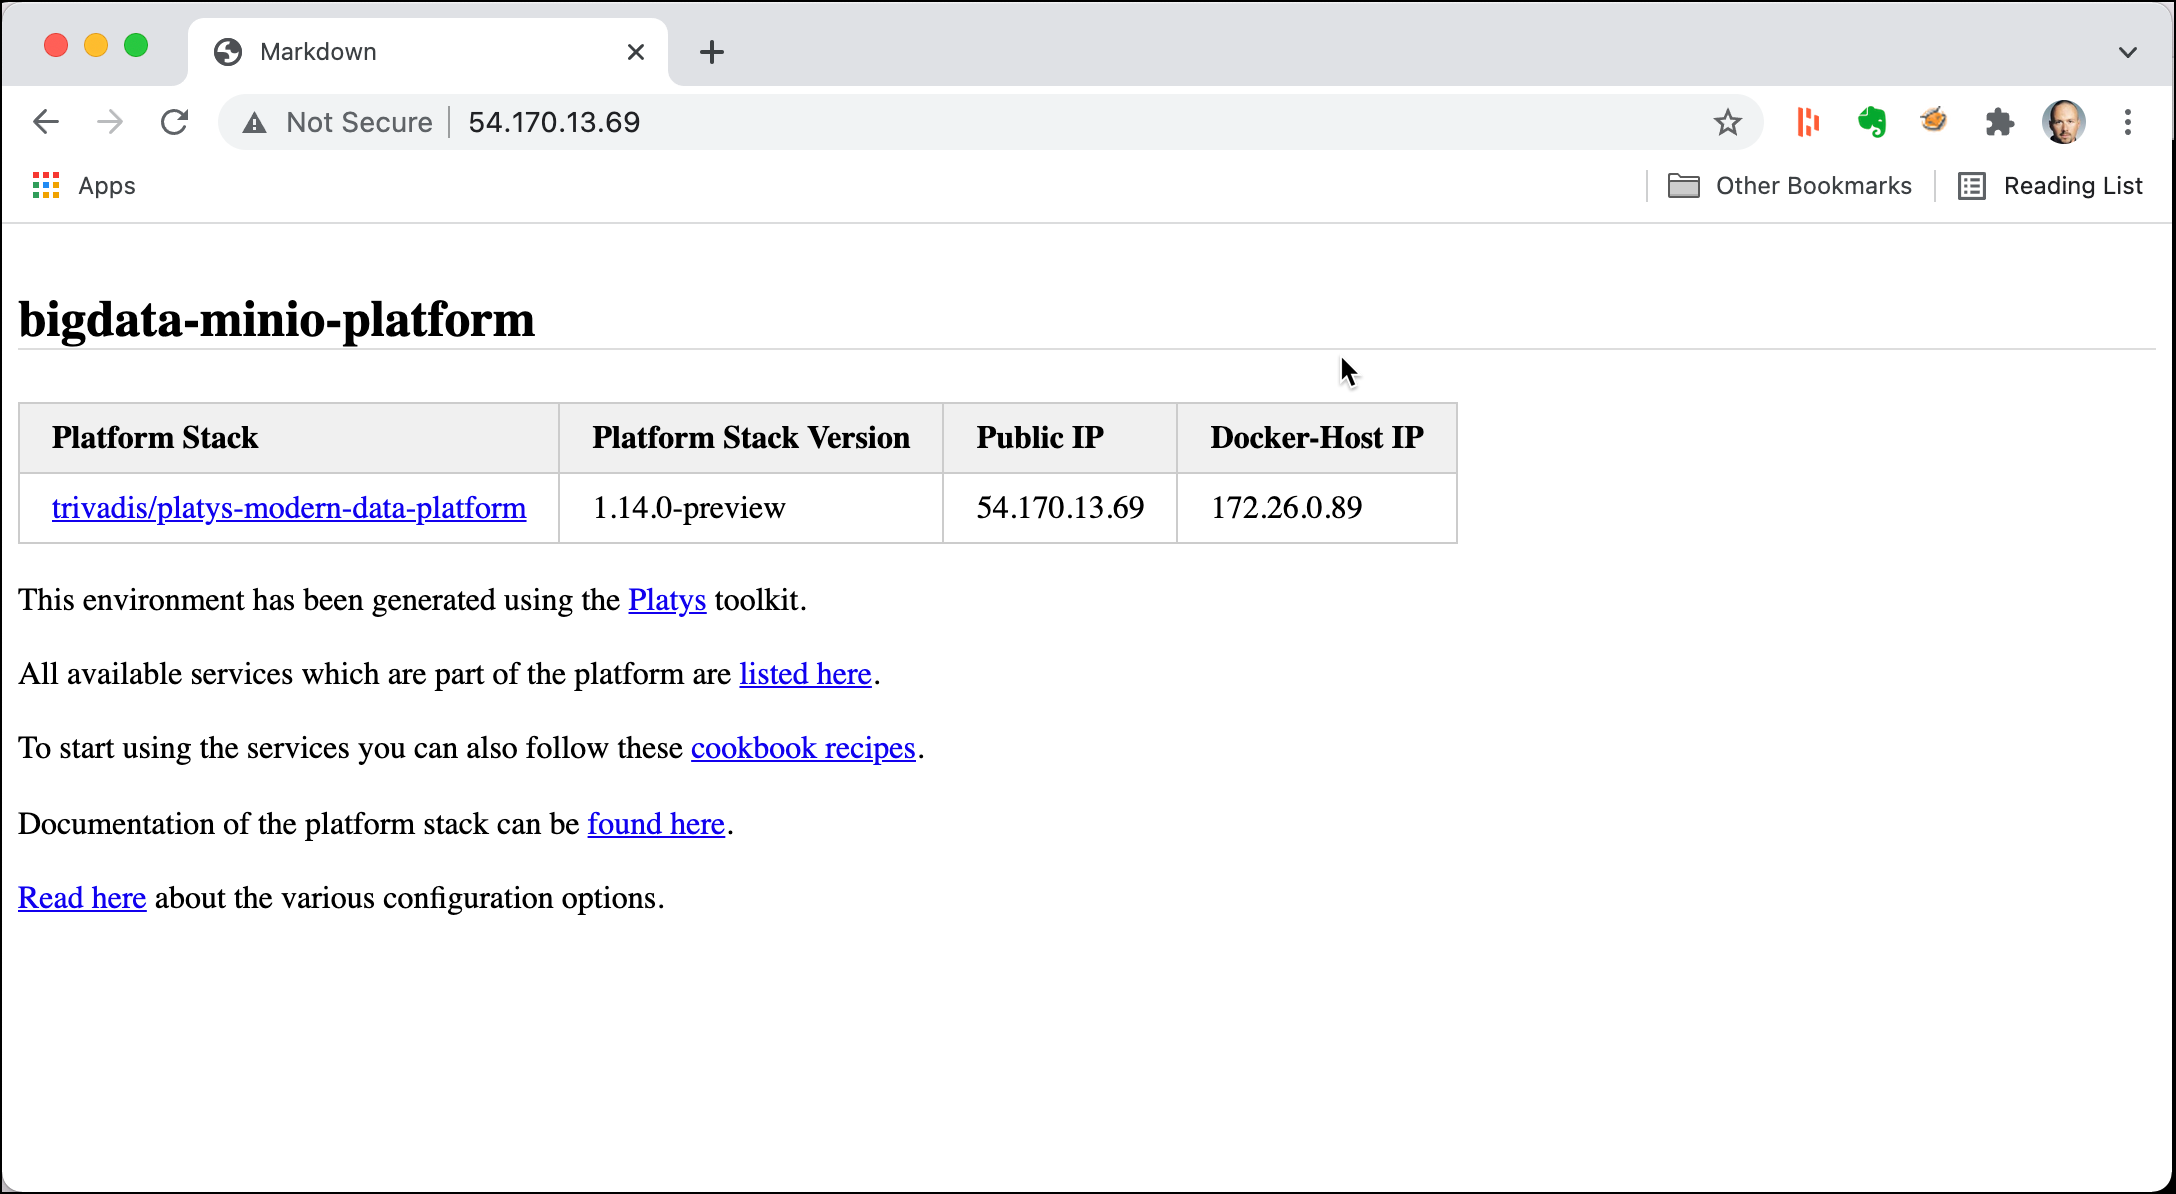 Markdown
Not Secure 54.170.13.69
Apps Other Bookmarks Reading List
bigdata-minio-platform
Platform Stack Platform Stack Version Public IP Docker-Host IP
trivadis/platys-modern-data-platform 1.14.0-preview 54.170.13.69 172.26.0.89
This environment has been generated using the Platys toolkit.
All available services which are part of the platform are listed here.
To start using the services you can also follow these cookbook recipes.
Documentation of the platform stack can be found here.
Read here about the various configuration options.